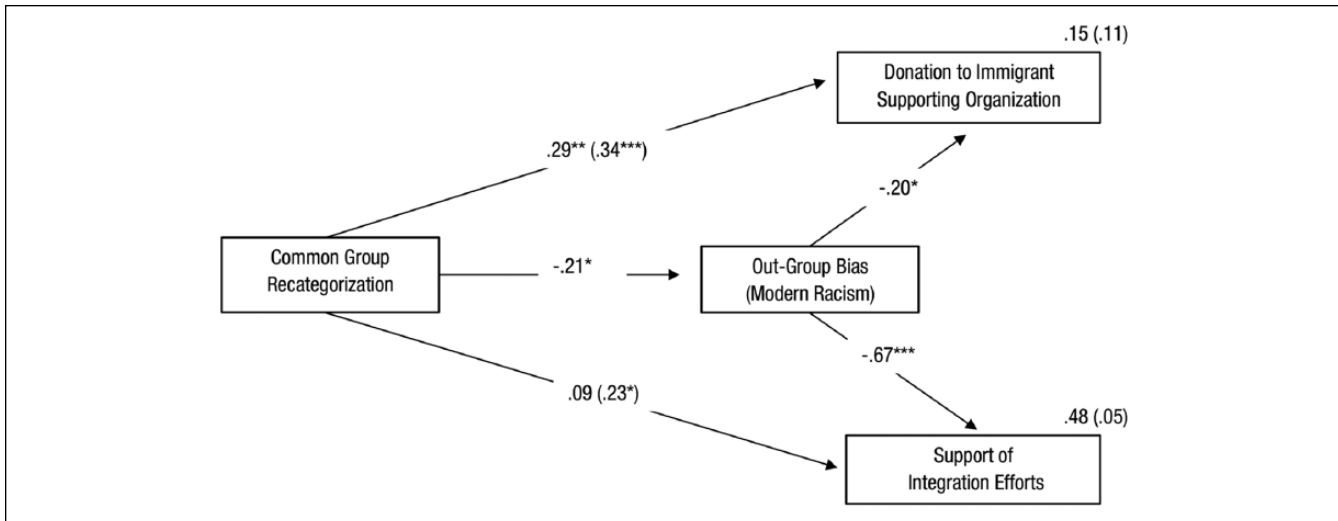 .15 (.11)
Donation to Immigrant
Supporting Organization
.29** (.34***)
-.20*
Common Group
Recategorization
-.21*
Out-Group Bias
(Modern Racism)
-.67***
.09 (.23*)
.48 (.05)
Support of
Integration Efforts